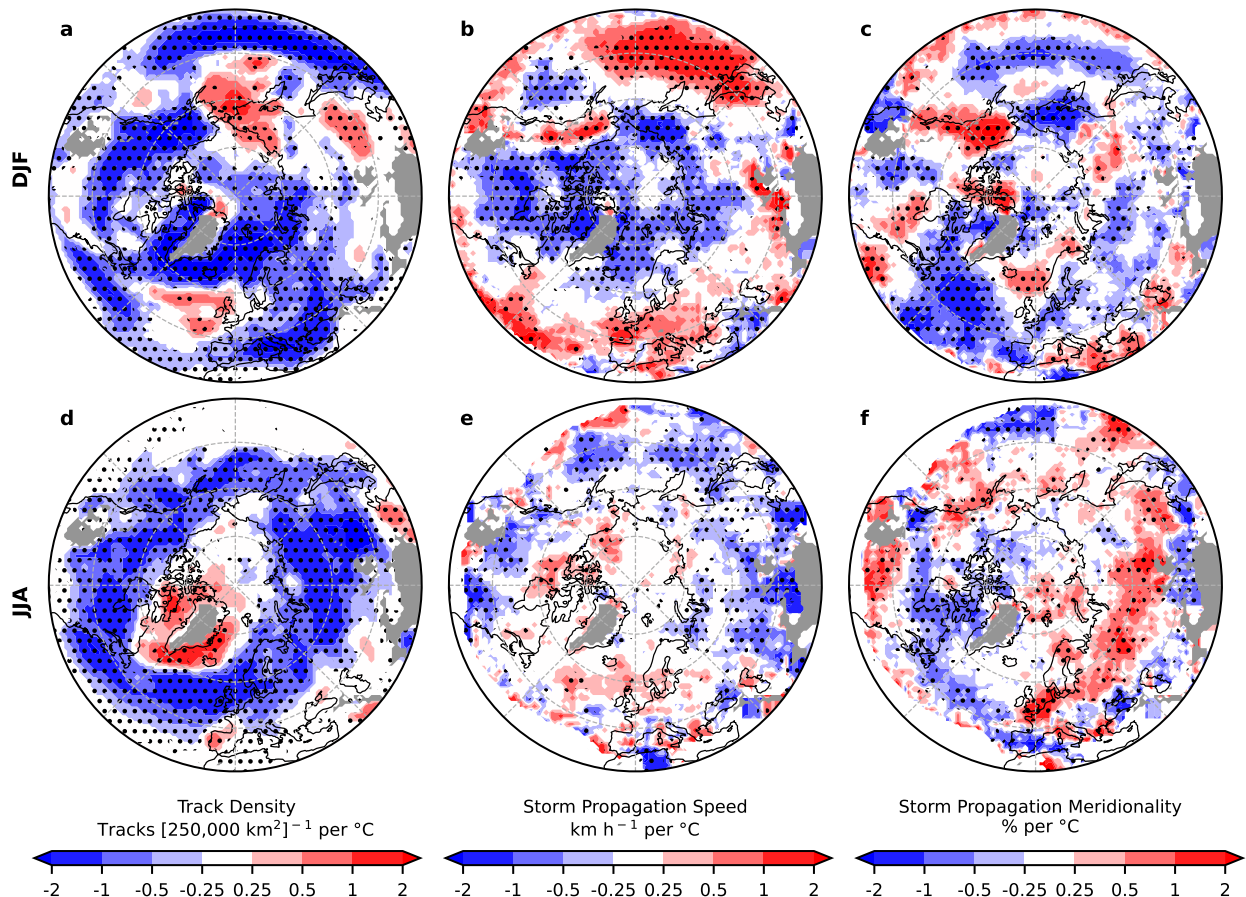 a b c
DJF
d e f
JJA
Track Density
Tracks [250,000 km²]⁻¹ per °C
-2 -1 -0.5 -0.25 0.25 0.5 1 2
Storm Propagation Speed
km h⁻¹ per °C
-2 -1 -0.5 -0.25 0.25 0.5 1 2
Storm Propagation Meridionality
% per °C
-2 -1 -0.5 -0.25 0.25 0.5 1 2